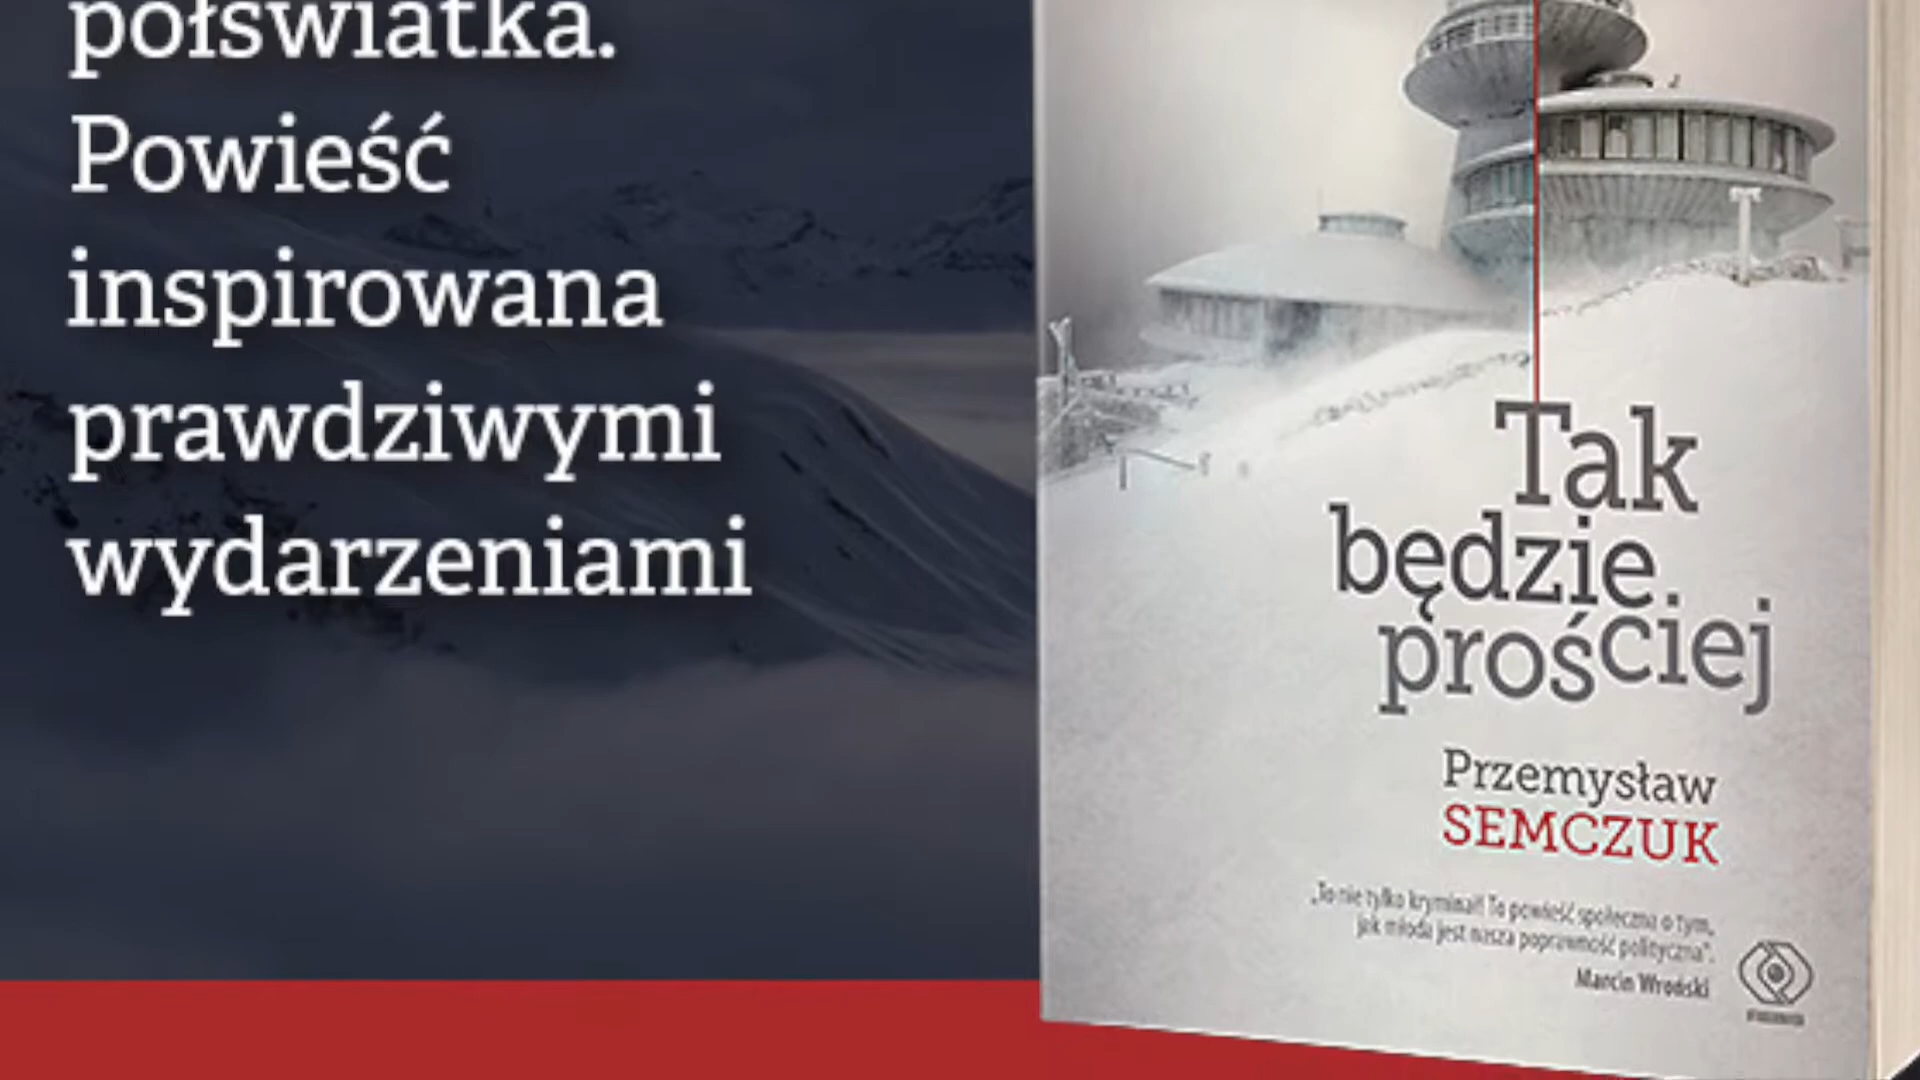 półświatka.
Powieść
inspirowana
prawdziwymi
wydarzeniami
Tak
będzie
prościej
Przemysław
SEMCZUK
„To nie tylko kryminał! To powieść społeczna o tym,
jak młoda jest nasza poprawność polityczna”.
Marcin Wroński